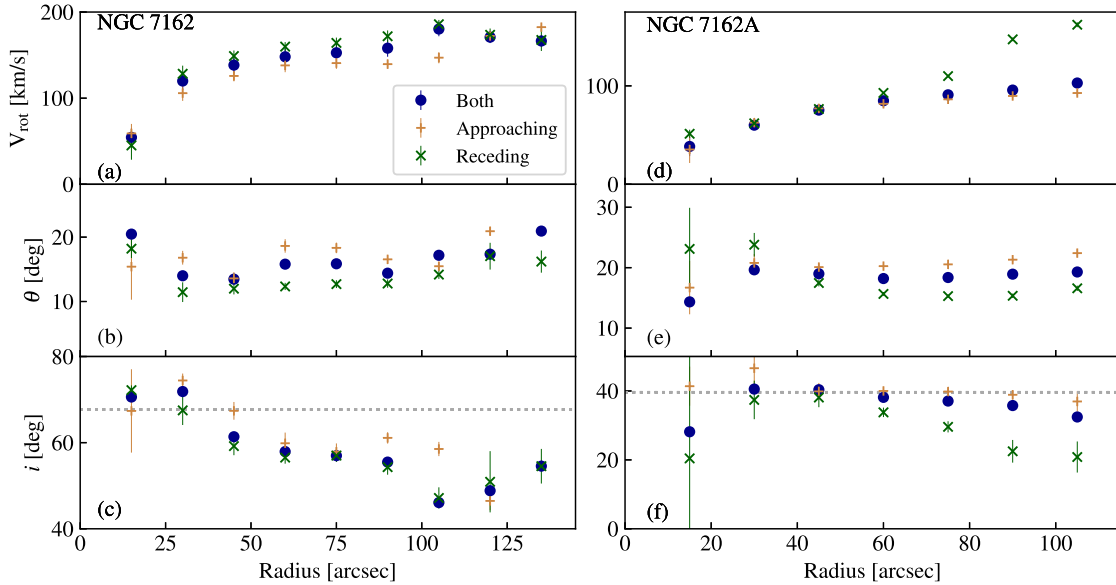 NGC 7162
200
100
0
V_rot [km/s]
Both
Approaching
Receding
(a)
20
10
θ [deg]
(b)
80
60
40
i [deg]
(c)
0
25
50
75
100
125
Radius [arcsec]
NGC 7162A
100
0
(d)
30
20
10
(e)
40
20
0
(f)
0
20
40
60
80
100
Radius [arcsec]